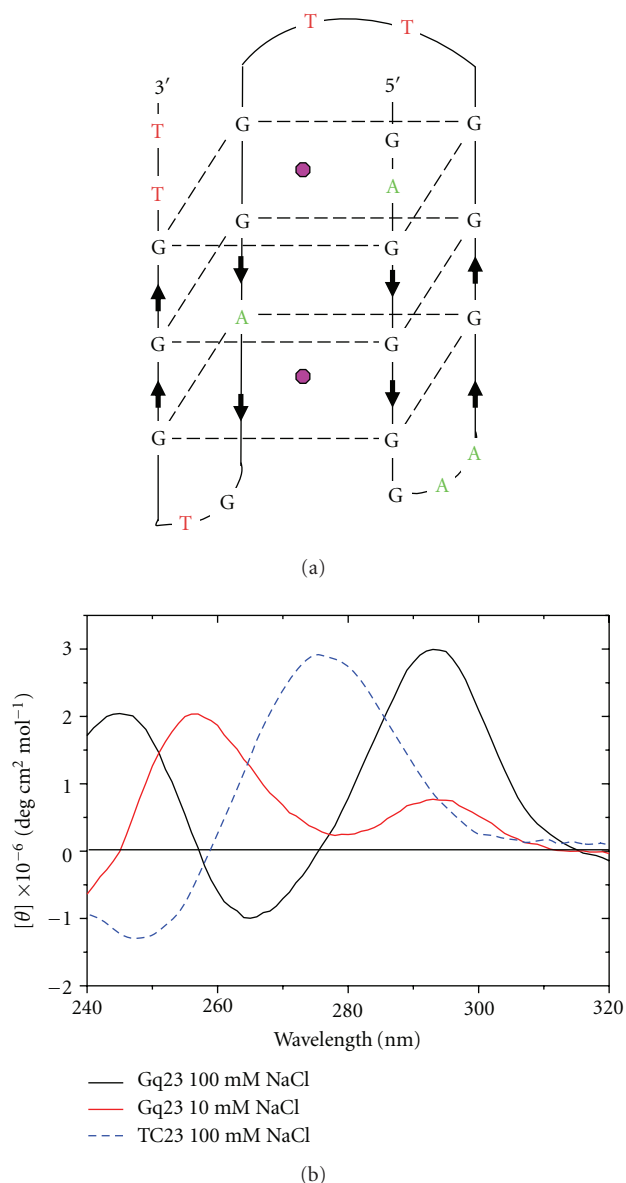 T T
3′ 5′
T G G G
T A
G G
G G
A G
G G
G G
A
G G A
T
(a)
3
2
1
0
−1
−2
[θ] ×10⁻⁶ (deg cm² mol⁻¹)
240 260 280 300 320
Wavelength (nm)
Gq23 100 mM NaCl
Gq23 10 mM NaCl
TC23 100 mM NaCl
(b)